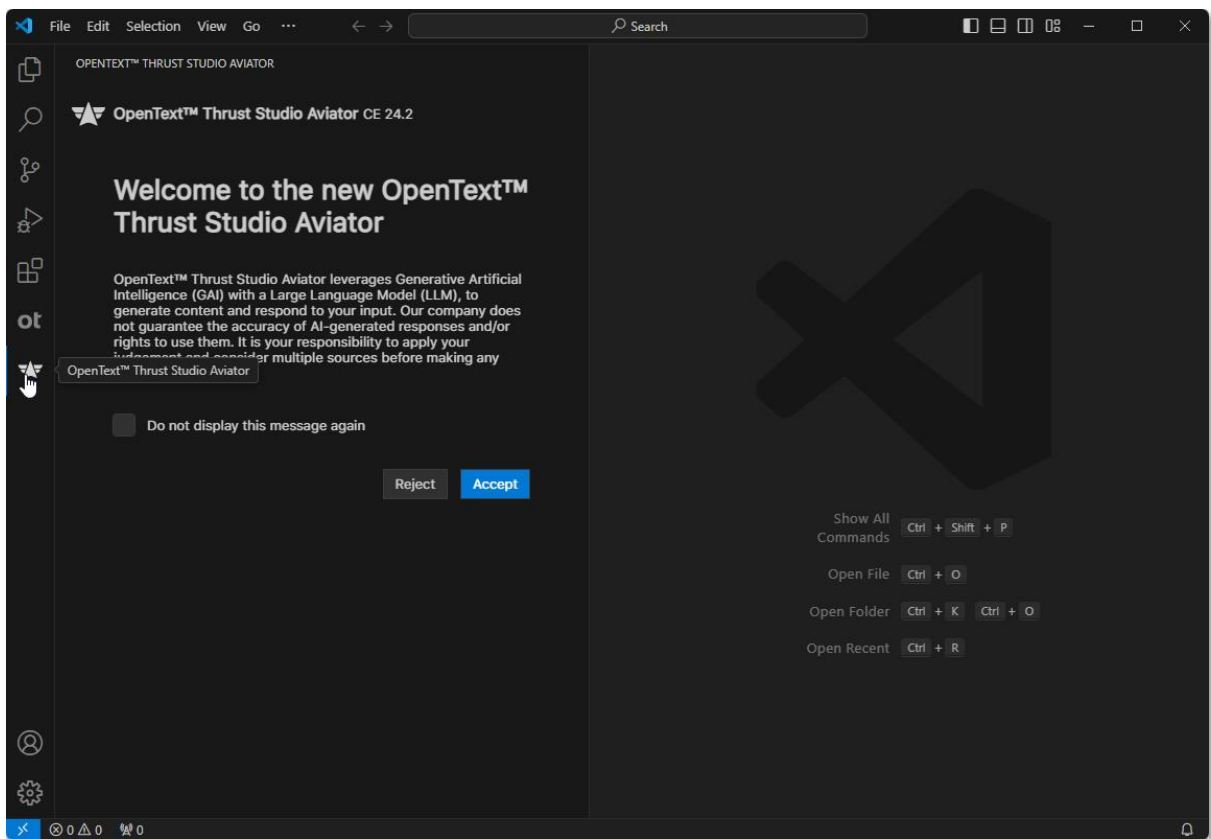 File Edit Selection View Go ··· Search
OPENTEXT™ THRUST STUDIO AVIATOR
OpenText™ Thrust Studio Aviator CE 24.2
Welcome to the new OpenText™
Thrust Studio Aviator
OpenText™ Thrust Studio Aviator leverages Generative Artificial
Intelligence (GAI) with a Large Language Model (LLM), to
generate content and respond to your input. Our company does
not guarantee the accuracy of AI-generated responses and/or
rights to use them. It is your responsibility to apply your
judgement and consider multiple sources before making any
ot
OpenText™ Thrust Studio Aviator
Do not display this message again
Reject Accept
Show All
Commands Ctrl + Shift + P
Open File Ctrl + O
Open Folder Ctrl + K Ctrl + O
Open Recent Ctrl + R
0 0 0